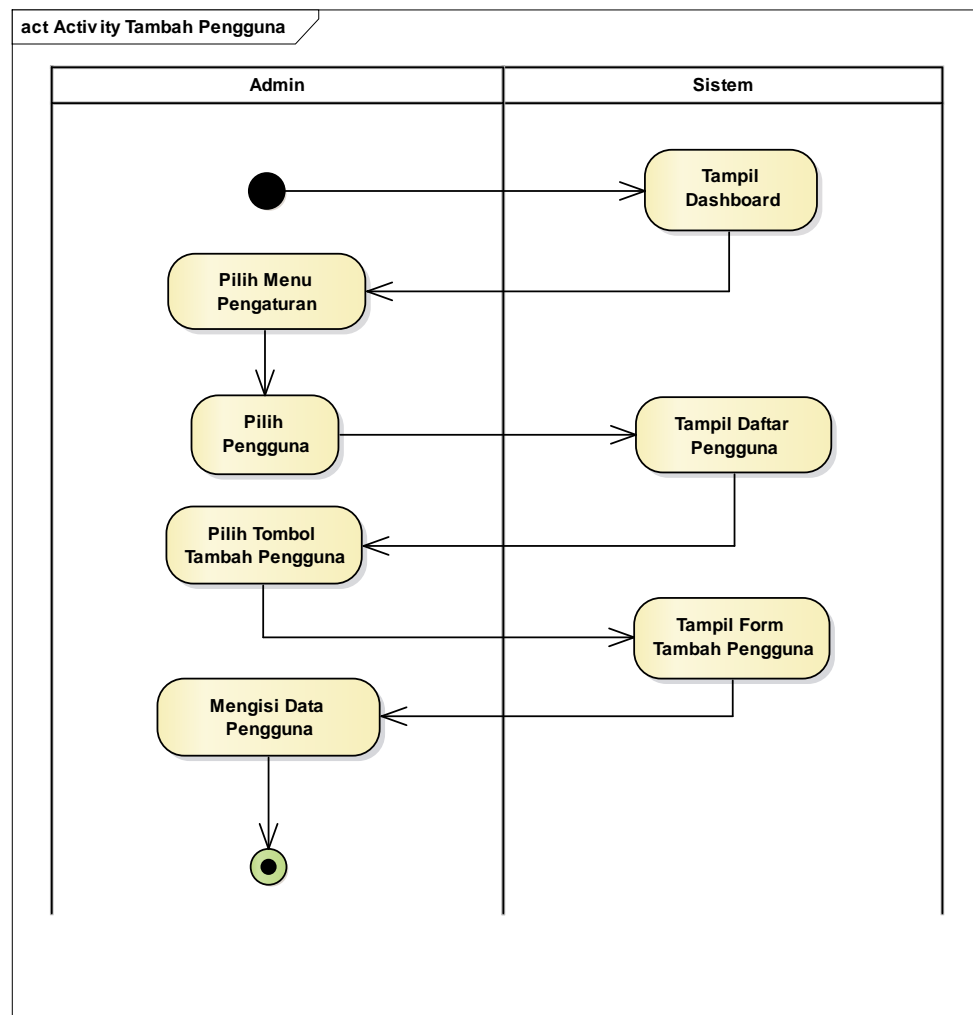 act Activity Tambah Pengguna
Admin
Sistem
Tampil
Dashboard
Pilih Menu
Pengaturan
Pilih
Pengguna
Tampil Daftar
Pengguna
Pilih Tombol
Tambah Pengguna
Tampil Form
Tambah Pengguna
Mengisi Data
Pengguna